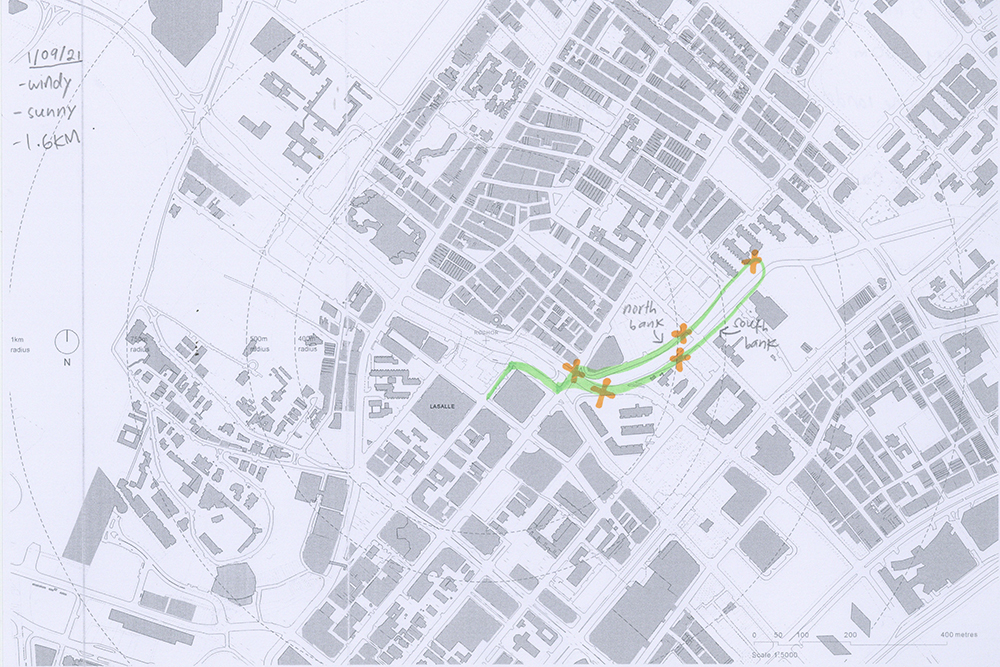 1/09/21
- windy
- sunny
- 1.6KM
north
bank
south
bank
1km
radius
N
radius
500m
radius
400m
radius
LASALLE
0 50 100 200 400 metres
Scale 1:5000